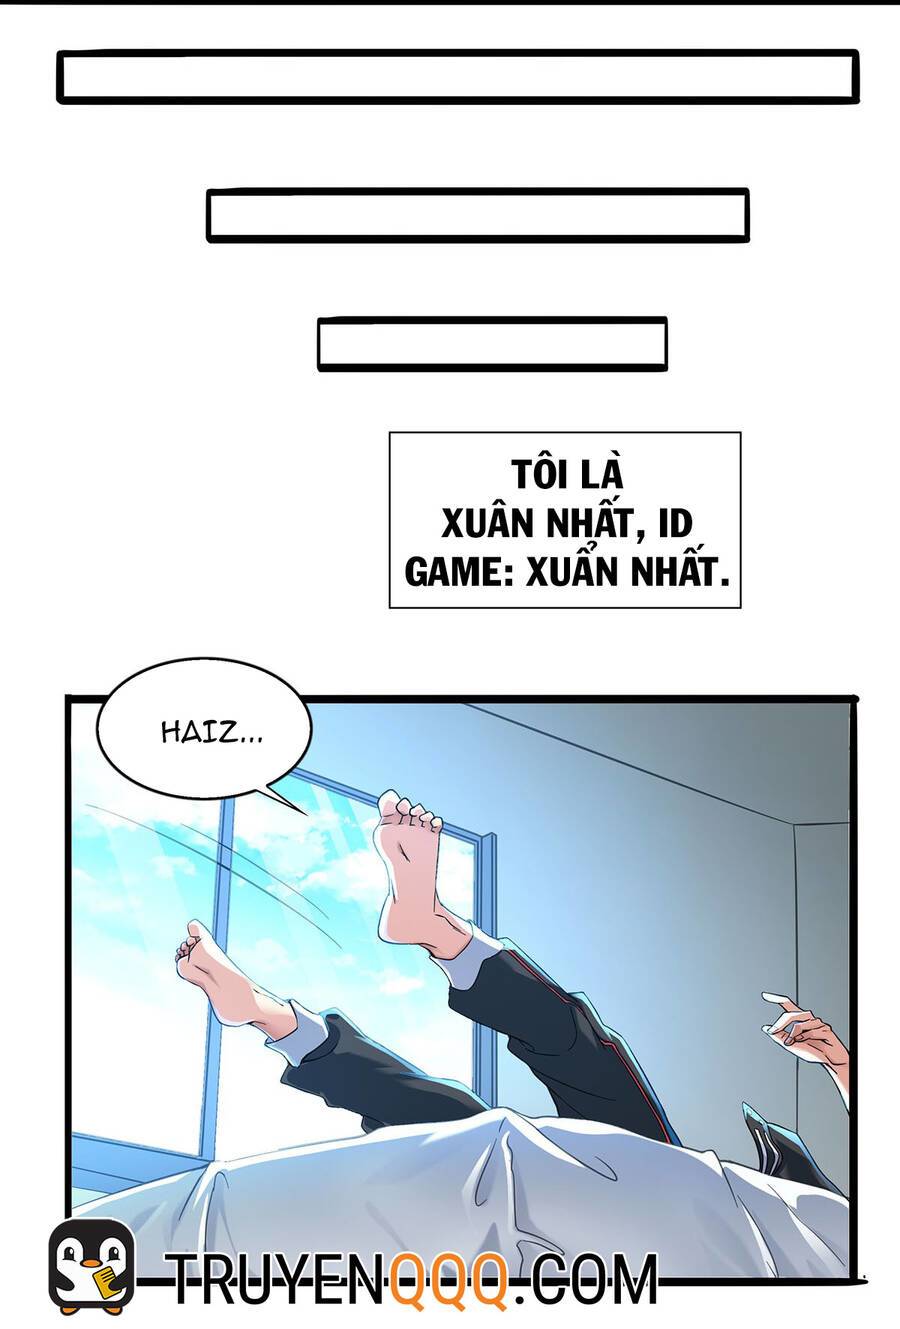 TÔI LÀ
XUÂN NHẤT, ID
GAME: XUẨN NHẤT.
HAIZ...
TRUYENQQQ.COM